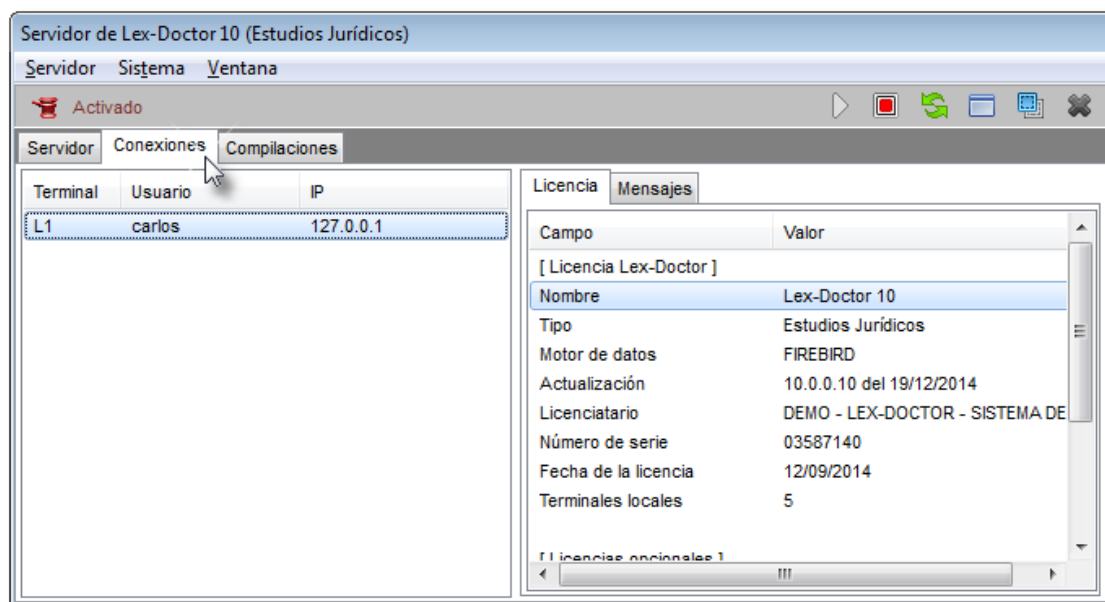 Servidor de Lex-Doctor 10 (Estudios Jurídicos)
Servidor Sistema Ventana
Activado
Servidor Conexiones Compilaciones
Terminal Usuario IP
L1 carlos 127.0.0.1
Licencia Mensajes
Campo Valor
[ Licencia Lex-Doctor ]
Nombre Lex-Doctor 10
Tipo Estudios Jurídicos
Motor de datos FIREBIRD
Actualización 10.0.0.10 del 19/12/2014
Licenciatario DEMO - LEX-DOCTOR - SISTEMA DE
Número de serie 03587140
Fecha de la licencia 12/09/2014
Terminales locales 5
[ Licencias opcionales ]